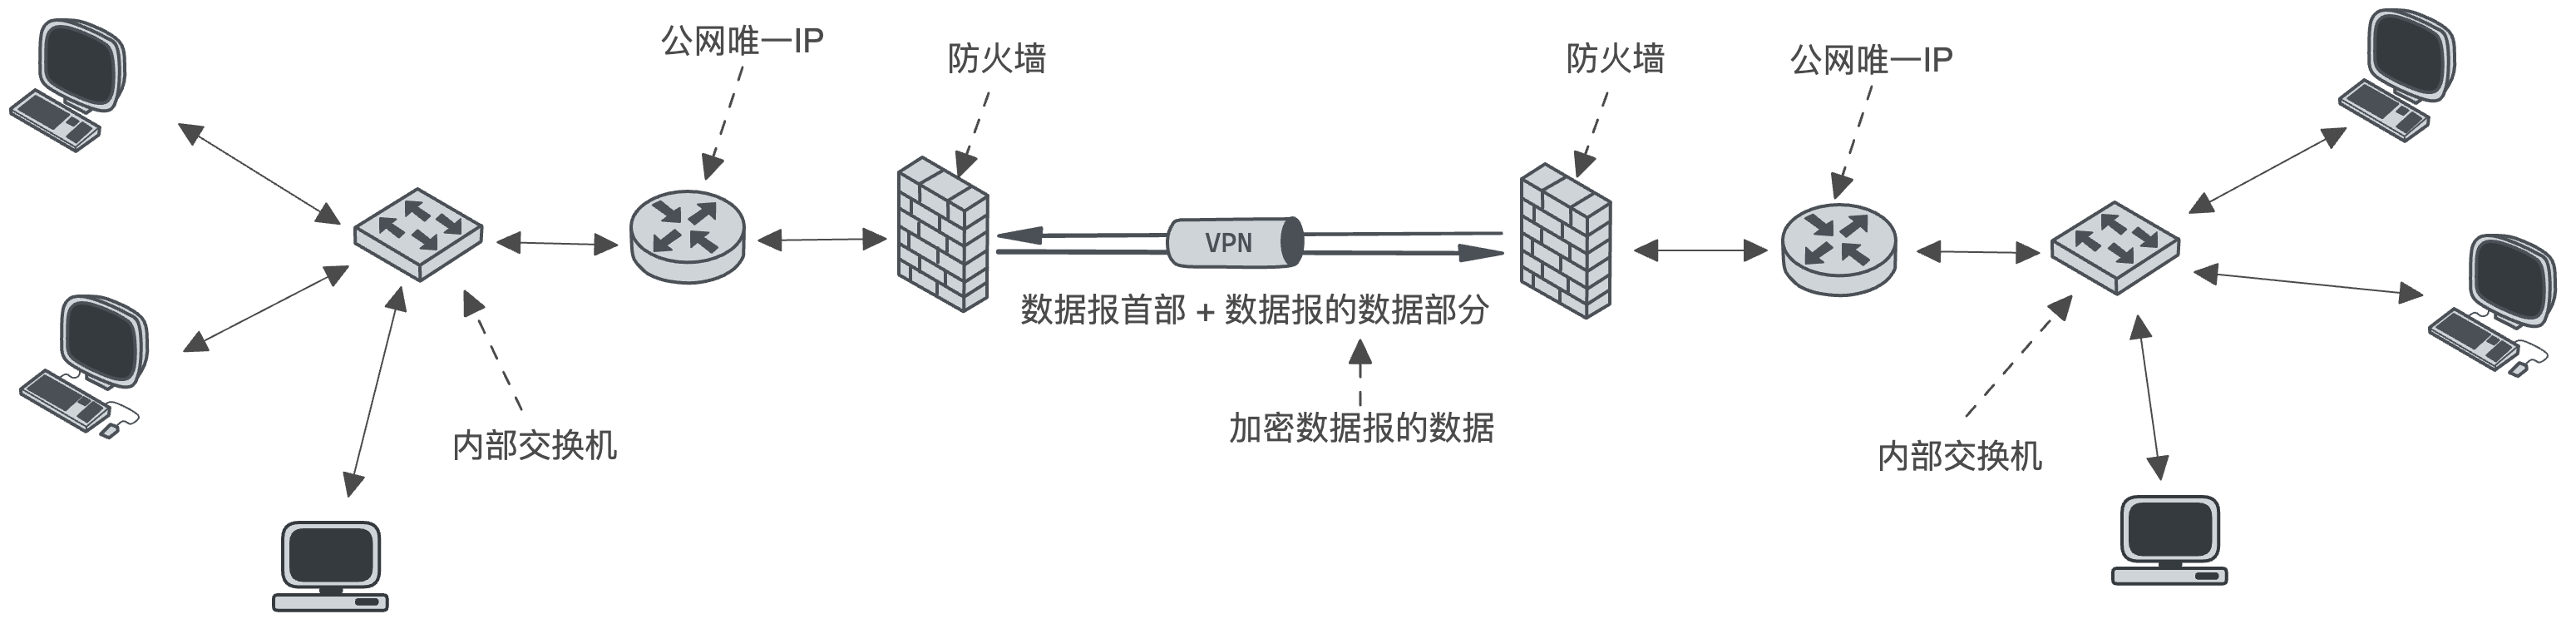 公网唯一IP
防火墙
防火墙
公网唯一IP
VPN
数据报首部 + 数据报的数据部分
加密数据报的数据
内部交换机
内部交换机